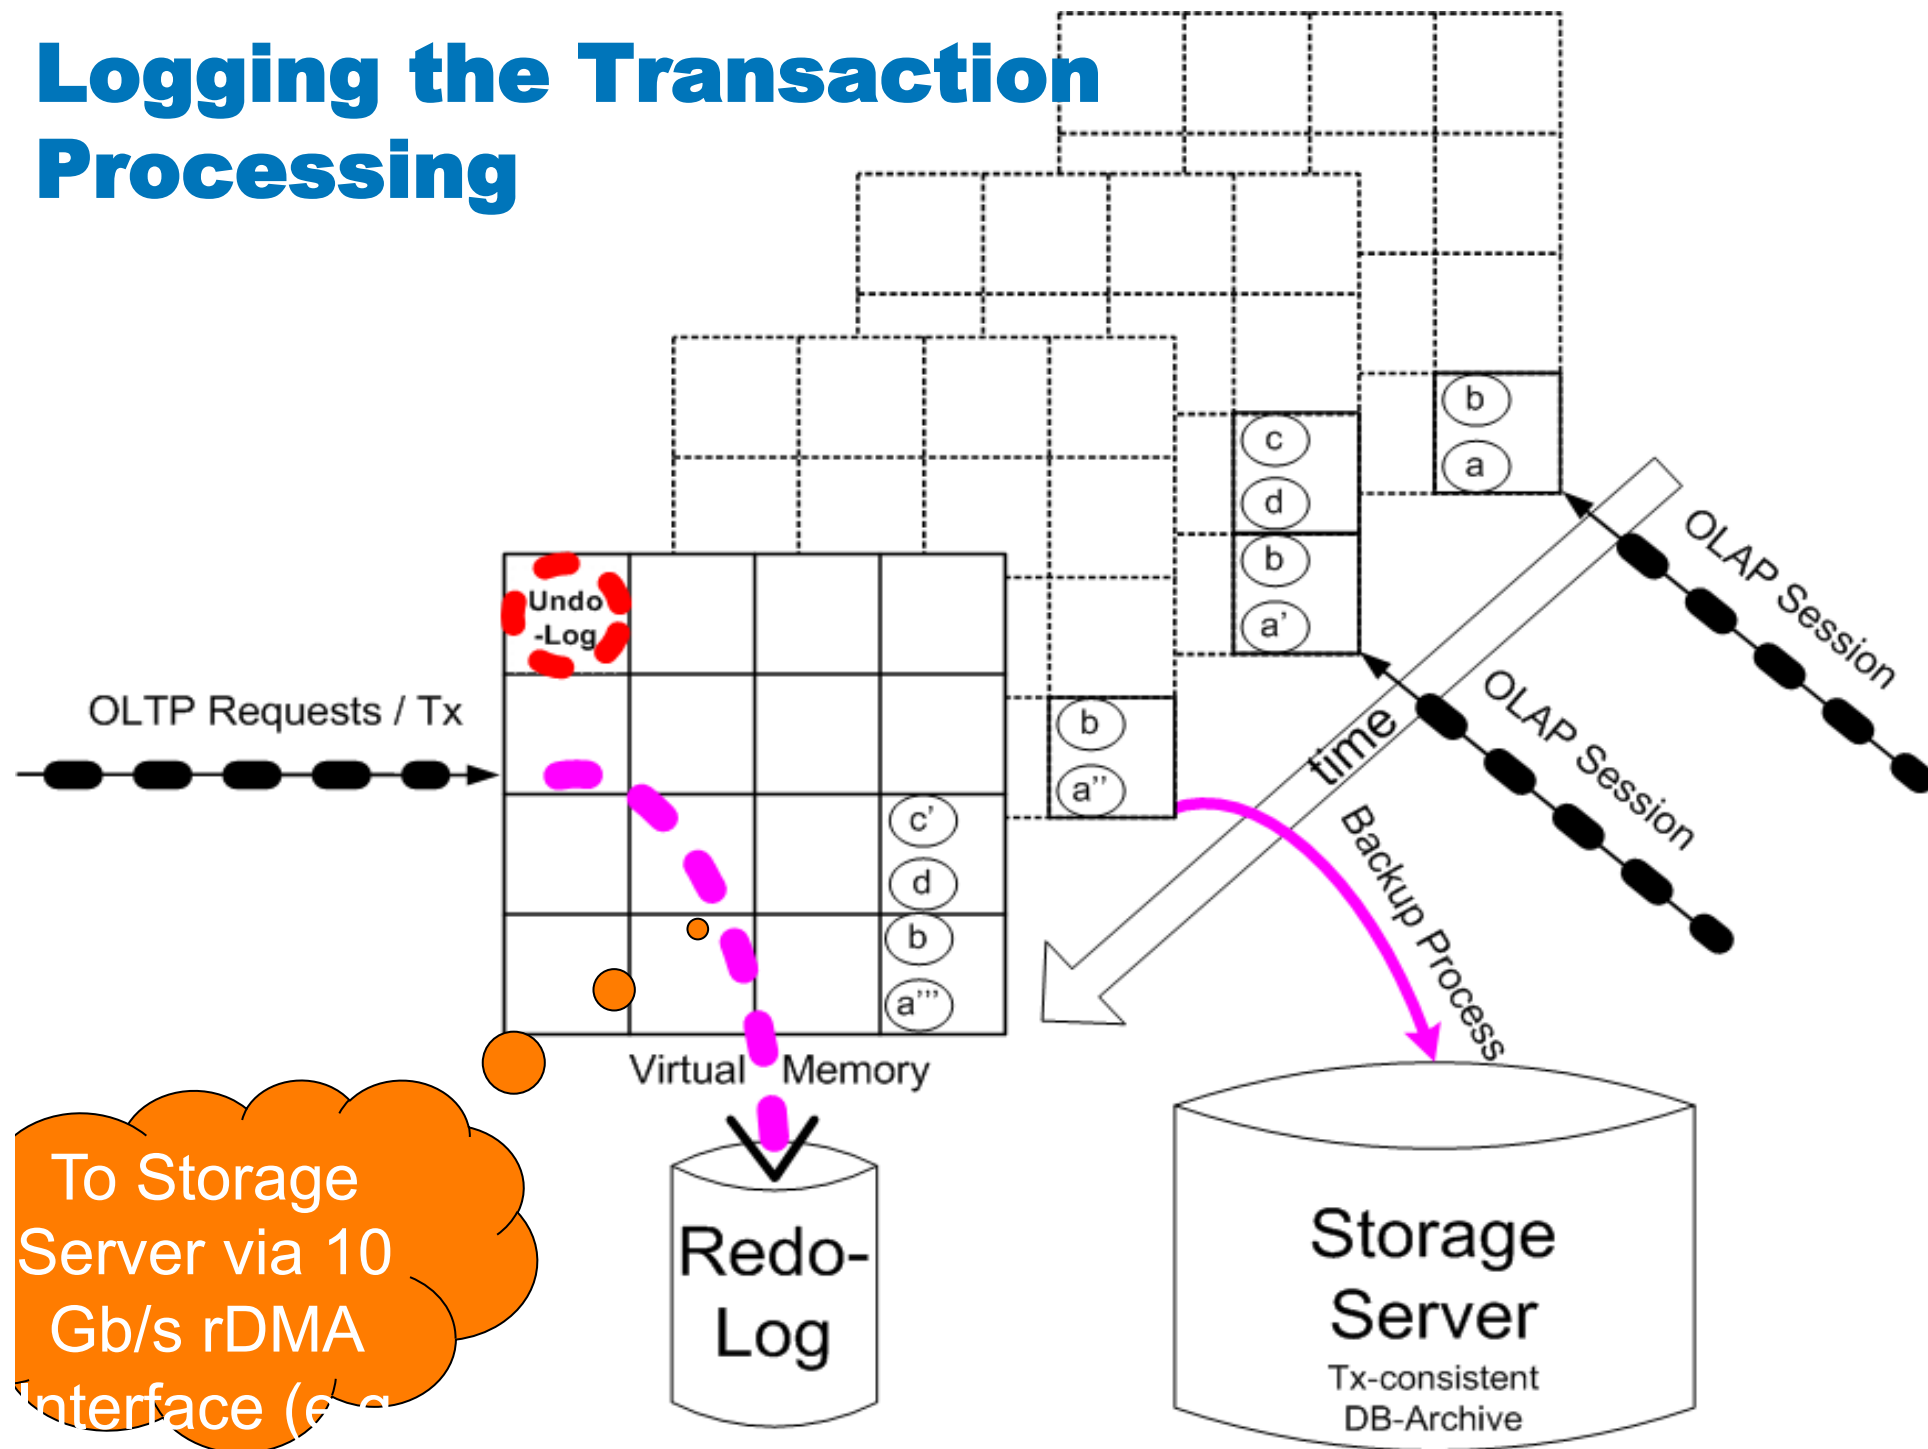 Logging the Transaction
Processing
b
a
c
d
b
a'
OLAP Session
OLAP Session
time
Undo
-Log
OLTP Requests / Tx
b
a''
c'
d
b
a'''
Backup Process
Virtual Memory
To Storage
Server via 10
Gb/s rDMA
Interface (e.g.
Redo-
Log
Storage
Server
Tx-consistent
DB-Archive